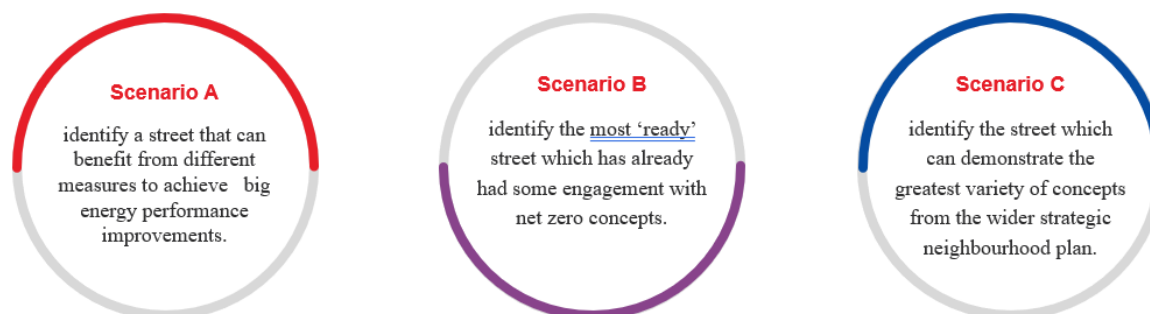 Scenario A
identify a street that can
benefit from different
measures to achieve   big
energy performance
improvements.
Scenario B
identify the most ‘ready’
street which has already
had some engagement with
net zero concepts.
Scenario C
identify the street which
can demonstrate the
greatest variety of concepts
from the wider strategic
neighbourhood plan.